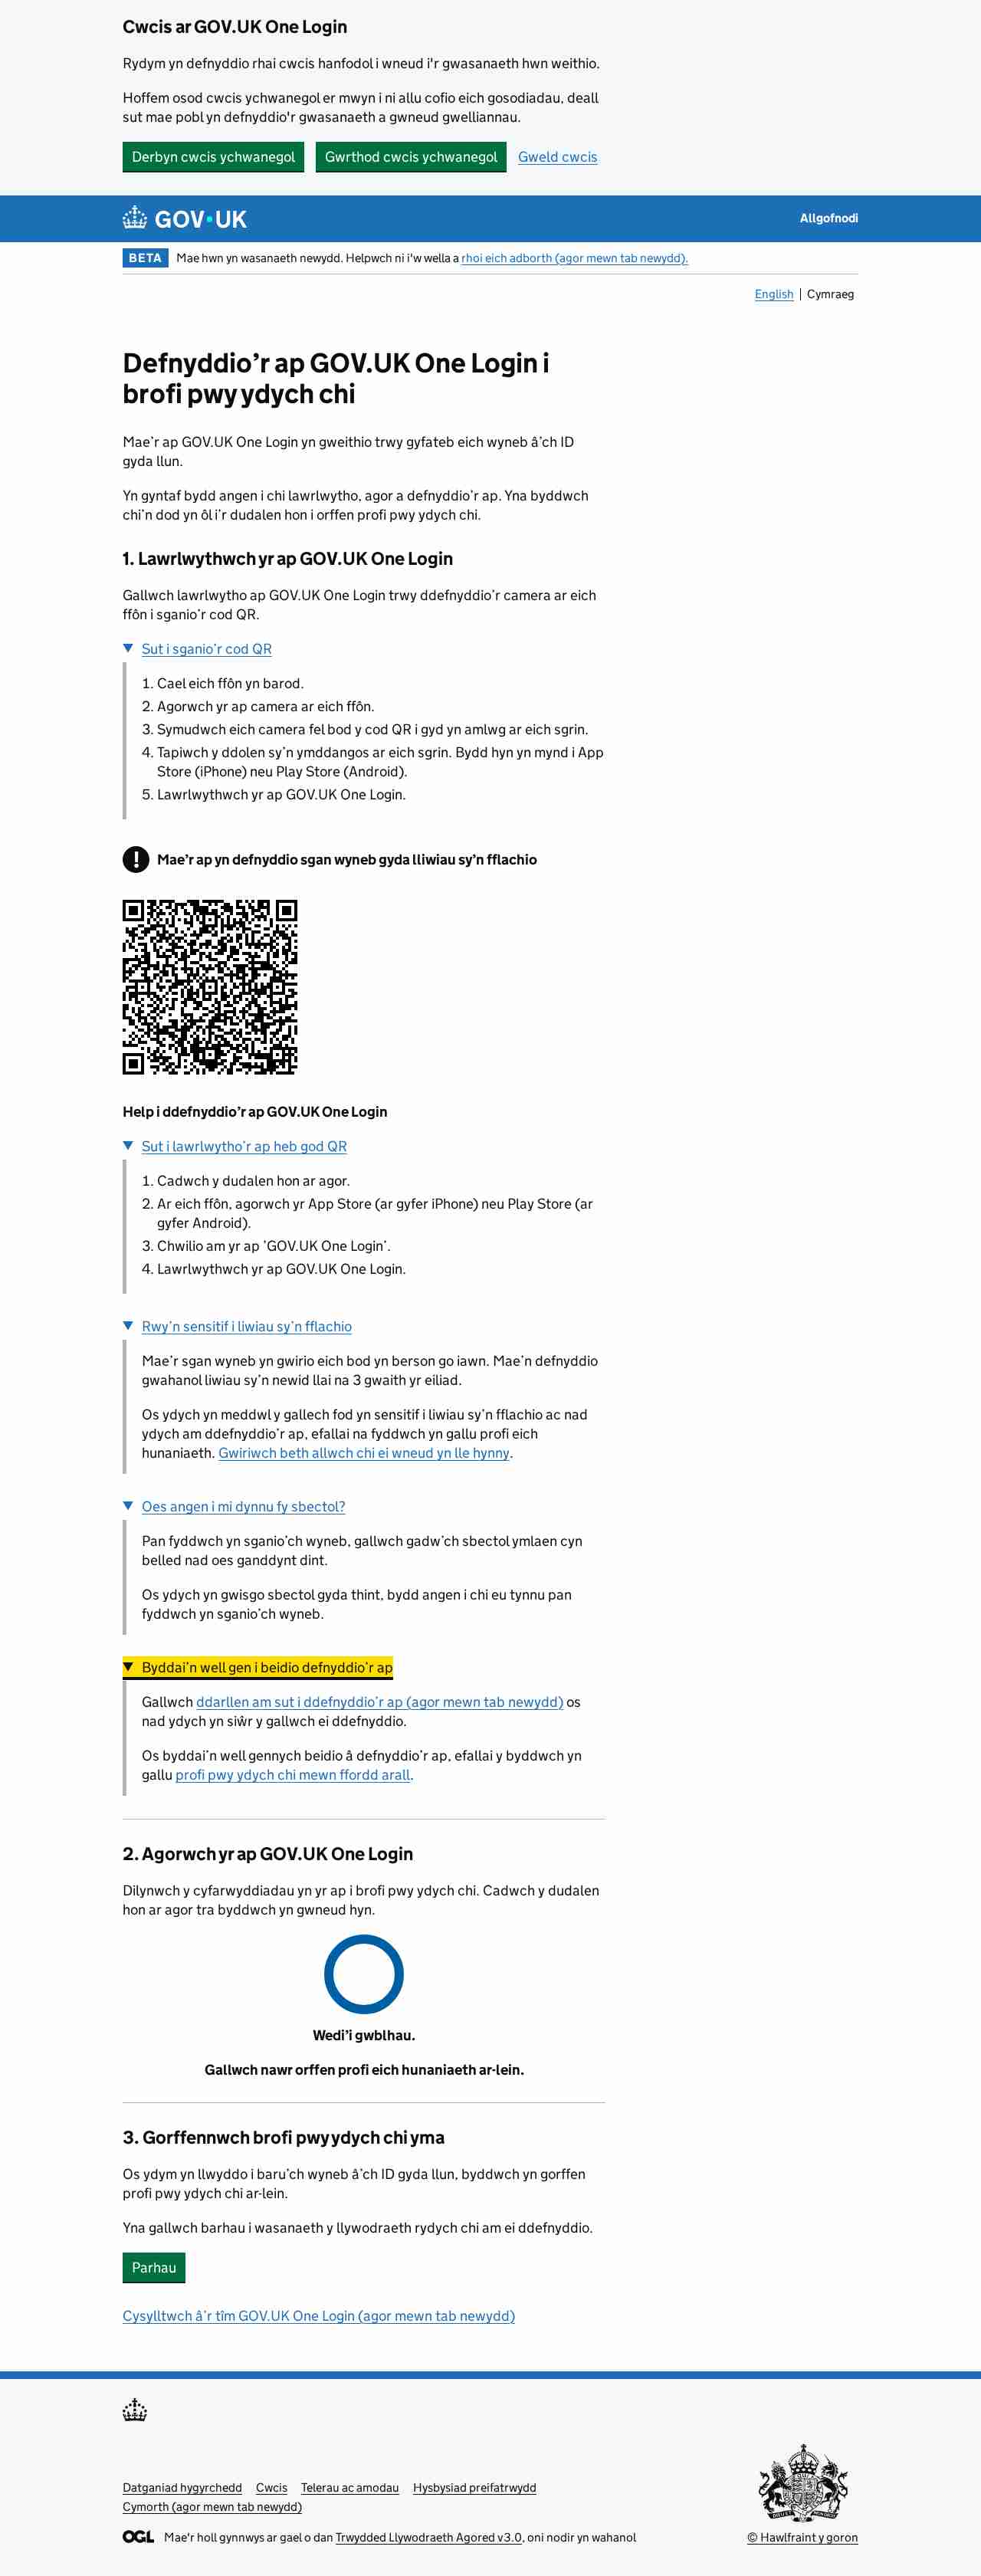 Cwcis ar GOV.UK One Login
Rydym yn defnyddio rhai cwcis hanfodol i wneud i'r gwasanaeth hwn weithio.
Hoffem osod cwcis ychwanegol er mwyn i ni allu cofio eich gosodiadau, deall
sut mae pobl yn defnyddio'r gwasanaeth a gwneud gwelliannau.
Derbyn cwcis ychwanegol Gwrthod cwcis ychwanegol Gweld cwcis
GOV·UK Allgofnodi
BETA Mae hwn yn wasanaeth newydd. Helpwch ni i'w wella a rhoi eich adborth (agor mewn tab newydd).
English | Cymraeg
Defnyddio’r ap GOV.UK One Login i
brofi pwy ydych chi
Mae’r ap GOV.UK One Login yn gweithio trwy gyfateb eich wyneb â’ch ID
gyda llun.
Yn gyntaf bydd angen i chi lawrlwytho, agor a defnyddio’r ap. Yna byddwch
chi’n dod yn ôl i’r dudalen hon i orffen profi pwy ydych chi.
1. Lawrlwythwch yr ap GOV.UK One Login
Gallwch lawrlwytho ap GOV.UK One Login trwy ddefnyddio’r camera ar eich
ffôn i sganio’r cod QR.
Sut i sganio’r cod QR
1. Cael eich ffôn yn barod.
2. Agorwch yr ap camera ar eich ffôn.
3. Symudwch eich camera fel bod y cod QR i gyd yn amlwg ar eich sgrin.
4. Tapiwch y ddolen sy’n ymddangos ar eich sgrin. Bydd hyn yn mynd i App
Store (iPhone) neu Play Store (Android).
5. Lawrlwythwch yr ap GOV.UK One Login.
Mae’r ap yn defnyddio sgan wyneb gyda lliwiau sy’n fflachio
Help i ddefnyddio’r ap GOV.UK One Login
Sut i lawrlwytho’r ap heb god QR
1. Cadwch y dudalen hon ar agor.
2. Ar eich ffôn, agorwch yr App Store (ar gyfer iPhone) neu Play Store (ar
gyfer Android).
3. Chwilio am yr ap ’GOV.UK One Login’.
4. Lawrlwythwch yr ap GOV.UK One Login.
Rwy’n sensitif i liwiau sy’n fflachio
Mae’r sgan wyneb yn gwirio eich bod yn berson go iawn. Mae’n defnyddio
gwahanol liwiau sy’n newid llai na 3 gwaith yr eiliad.
Os ydych yn meddwl y gallech fod yn sensitif i liwiau sy’n fflachio ac nad
ydych am ddefnyddio’r ap, efallai na fyddwch yn gallu profi eich
hunaniaeth. Gwiriwch beth allwch chi ei wneud yn lle hynny.
Oes angen i mi dynnu fy sbectol?
Pan fyddwch yn sganio’ch wyneb, gallwch gadw’ch sbectol ymlaen cyn
belled nad oes ganddynt dint.
Os ydych yn gwisgo sbectol gyda thint, bydd angen i chi eu tynnu pan
fyddwch yn sganio’ch wyneb.
Byddai’n well gen i beidio defnyddio’r ap
Gallwch ddarllen am sut i ddefnyddio’r ap (agor mewn tab newydd) os
nad ydych yn siŵr y gallwch ei ddefnyddio.
Os byddai’n well gennych beidio â defnyddio’r ap, efallai y byddwch yn
gallu profi pwy ydych chi mewn ffordd arall.
2. Agorwch yr ap GOV.UK One Login
Dilynwch y cyfarwyddiadau yn yr ap i brofi pwy ydych chi. Cadwch y dudalen
hon ar agor tra byddwch yn gwneud hyn.
Wedi’i gwblhau.
Gallwch nawr orffen profi eich hunaniaeth ar-lein.
3. Gorffennwch brofi pwy ydych chi yma
Os ydym yn llwyddo i baru’ch wyneb â’ch ID gyda llun, byddwch yn gorffen
profi pwy ydych chi ar-lein.
Yna gallwch barhau i wasanaeth y llywodraeth rydych chi am ei ddefnyddio.
Parhau
Cysylltwch â’r tîm GOV.UK One Login (agor mewn tab newydd)
Datganiad hygyrchedd Cwcis Telerau ac amodau Hysbysiad preifatrwydd
Cymorth (agor mewn tab newydd)
OGL Mae'r holl gynnwys ar gael o dan Trwydded Llywodraeth Agored v3.0, oni nodir yn wahanol
© Hawlfraint y goron